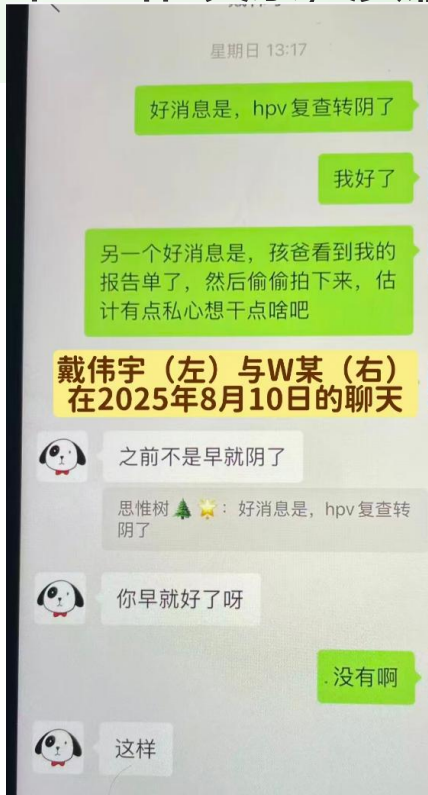 星期日 13:17
好消息是，hpv复查转阴了
我好了
另一个好消息是，孩爸看到我的
报告单了，然后偷偷拍下来，估
计有点私心想干点啥吧
戴伟宇（左）与W某（右）
在2025年8月10日的聊天
之前不是早就阴了
思惟树🌲🌟：好消息是，hpv复查转
阴了
你早就好了呀
没有啊
这样